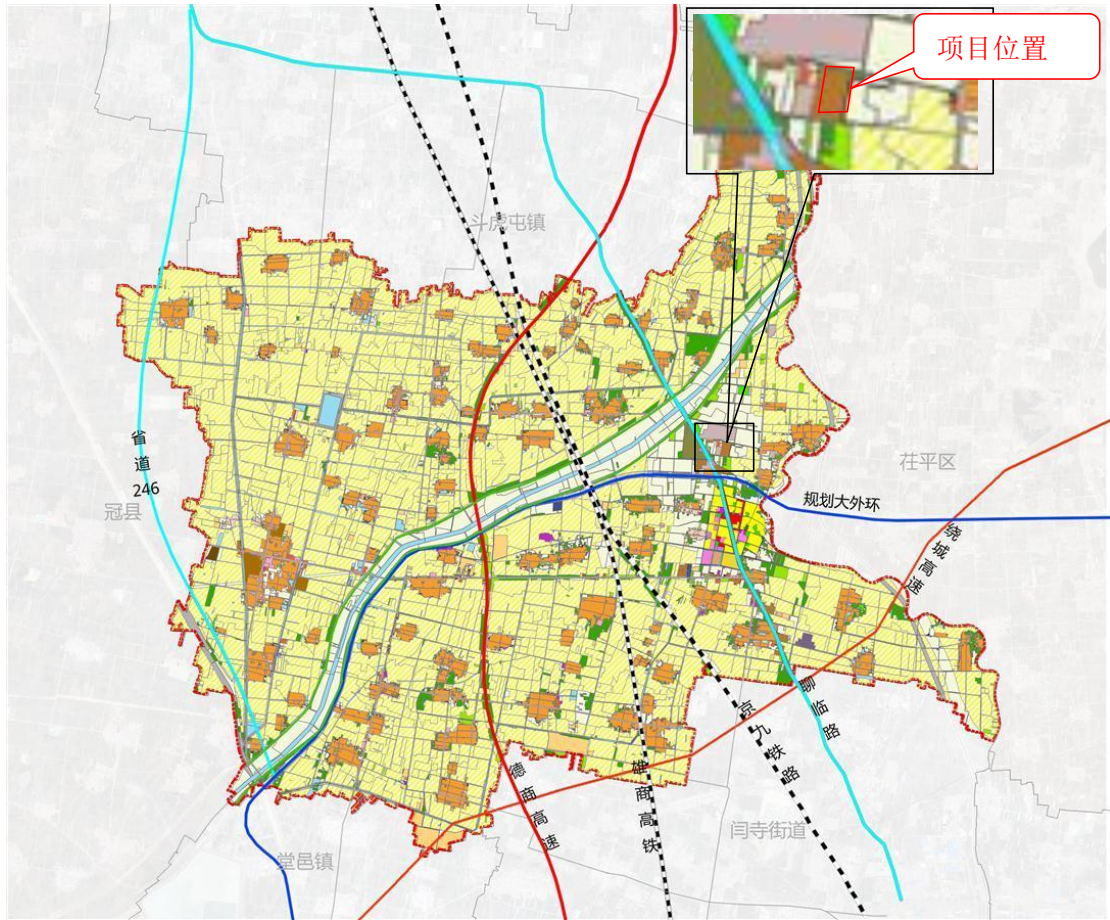 项目位置
斗虎屯镇
省道
246
冠县
茌平区
规划大外环
绕城高速
聊临路
京九铁路
雄商高铁
德商高速
闫寺街道
堂邑镇